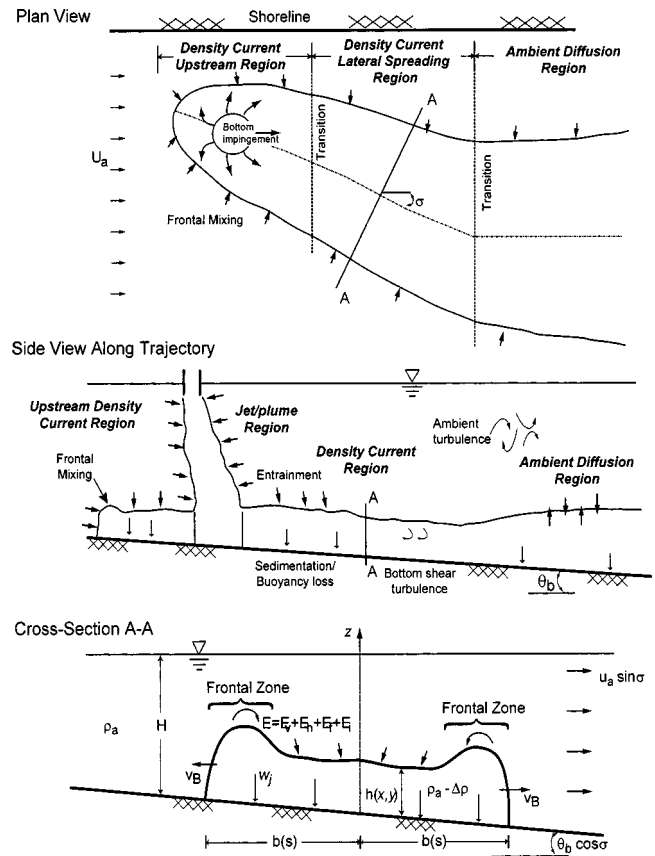 Plan View
Shoreline
Density Current
Upstream Region
Density Current
Lateral Spreading
Region
Ambient Diffusion
Region
A
Bottom
impingement
Transition
Transition
Uₐ
σ
Frontal Mixing
A
Side View Along Trajectory
Upstream Density
Current Region
Jet/plume
Region
Ambient
turbulence
Density Current
Region
Ambient Diffusion
Region
Frontal
Mixing
Entrainment
A
A
Sedimentation/
Buoyancy loss
Bottom shear
turbulence
θb
Cross-Section A-A
z
Frontal Zone
Frontal Zone
uₐ sinσ
ρₐ
H
E=Eᵥ+Eₕ+Eₜ+Eᵢ
v_B
wⱼ
h(x,y)
ρₐ - Δρ
v_B
b(s)
b(s)
θb cosσ